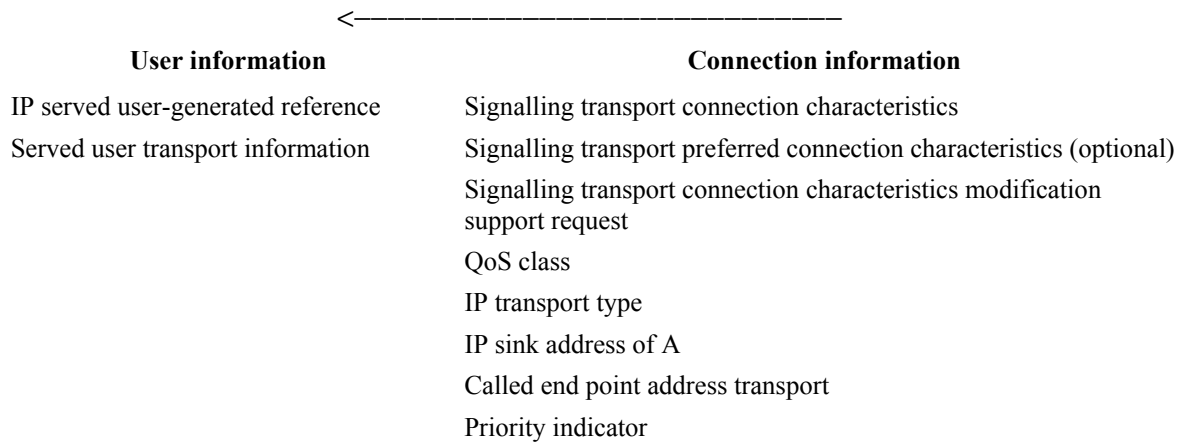 User information Connection information
IP served user-generated reference Signalling transport connection characteristics
Served user transport information Signalling transport preferred connection characteristics (optional)
Signalling transport connection characteristics modification
support request
QoS class
IP transport type
IP sink address of A
Called end point address transport
Priority indicator